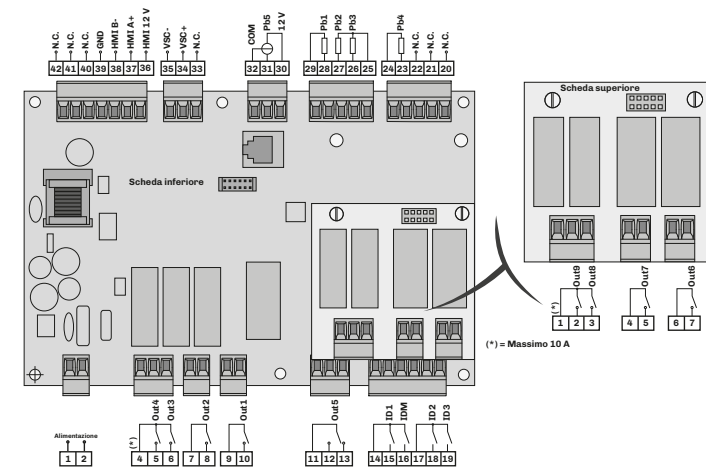 N.C. N.C. N.C. GND HMI B- HMI A+ HMI 12 V
VSC- VSC+ N.C.
COM Pb5 12 V
Pb1 Pb2 Pb3
Pb4 N.C. N.C. N.C.
42 41 40 39 38 37 36
35 34 33
32 31 30
29 28 27 26 25
24 23 22 21 20
Scheda superiore
Scheda inferiore
(*) Out9 Out8
Out7
Out6
1 2 3
4 5
6 7
(*) = Massimo 10 A
Alimentazione
(*) Out4 Out3
Out2
Out1
Out5
ID1 IDM ID2 ID3
1 2
4 5 6
7 8
9 10
11 12 13
14 15 16 17 18 19